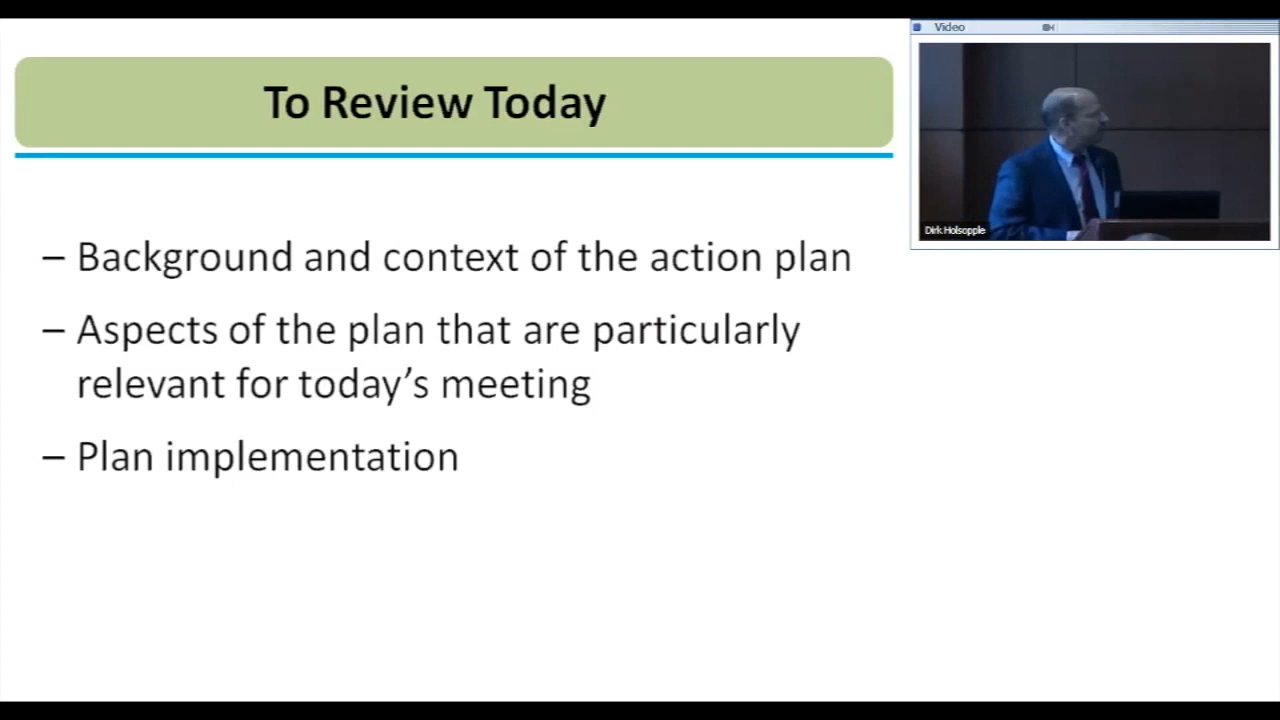 To Review Today
Video
Dirk Holsopple
– Background and context of the action plan
– Aspects of the plan that are particularly
relevant for today’s meeting
– Plan implementation